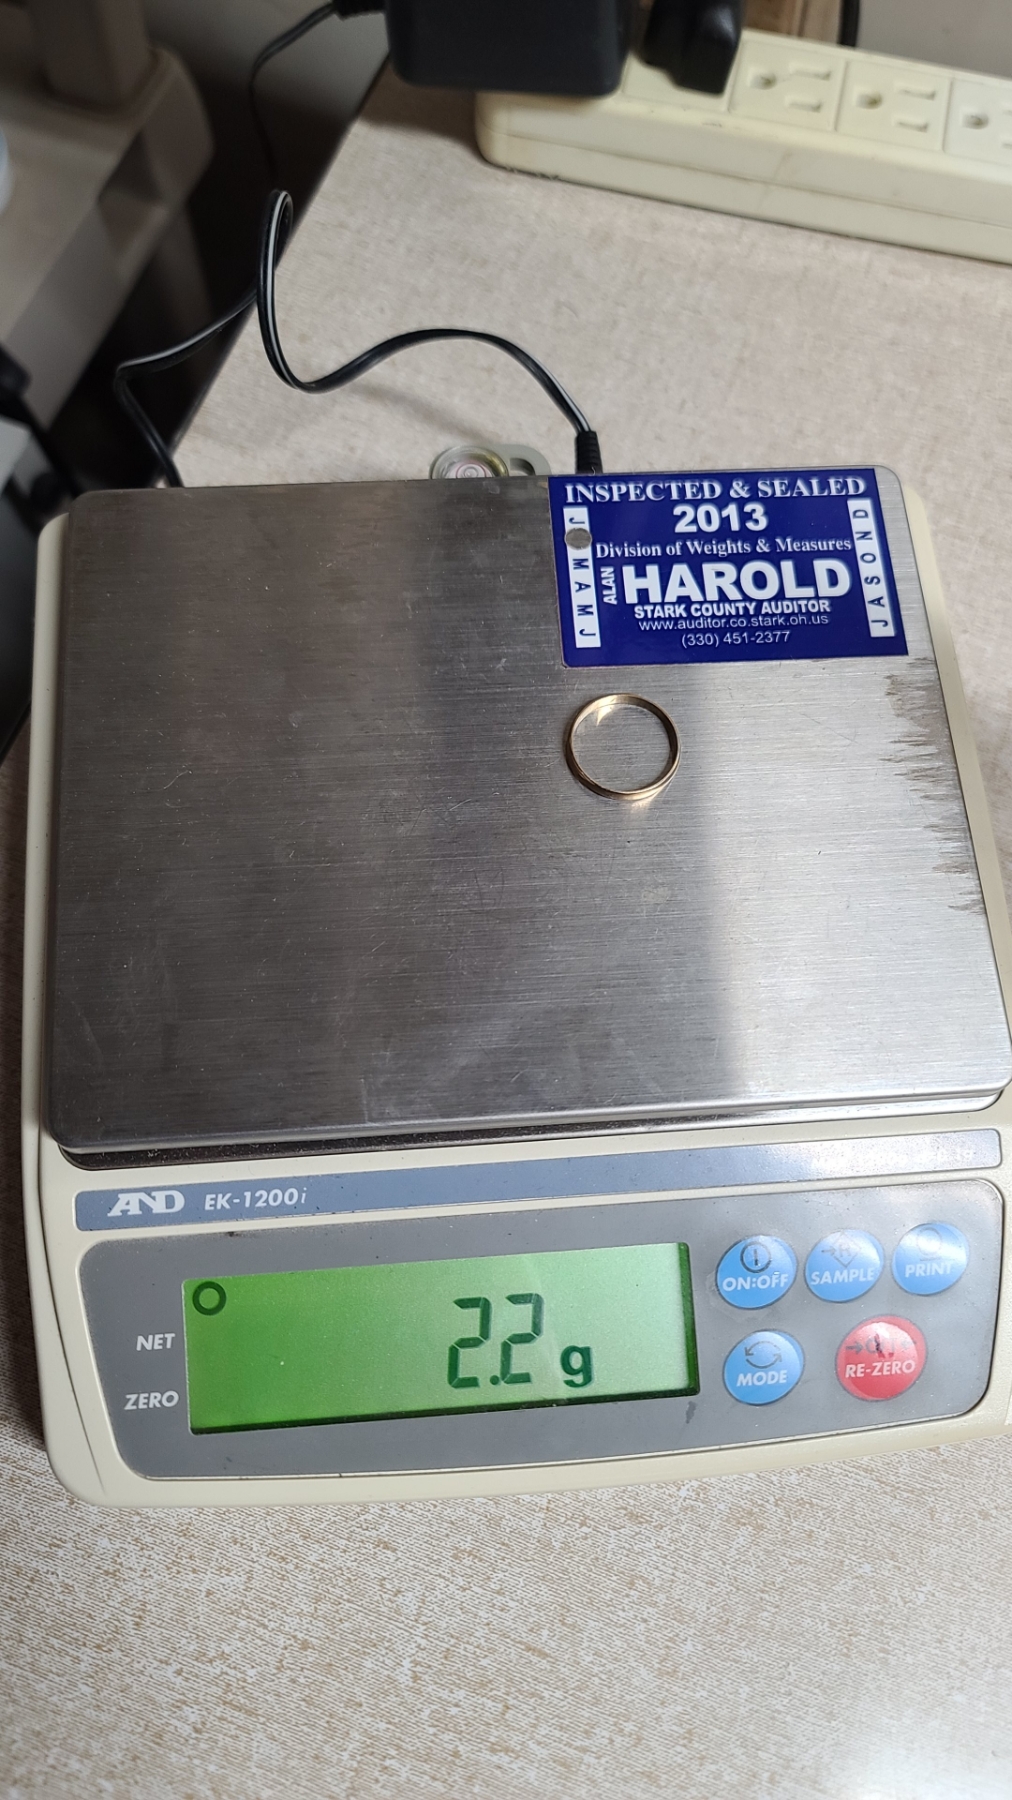 INSPECTED & SEALED
2013
Division of Weights & Measures
ALAN
HAROLD
STARK COUNTY AUDITOR
www.auditor.co.stark.oh.us
(330) 451-2377
J M A M J
J A S O N D
AND EK-1200i
NET
ZERO
2.2 g
ON:OFF
SAMPLE
PRINT
MODE
RE-ZERO